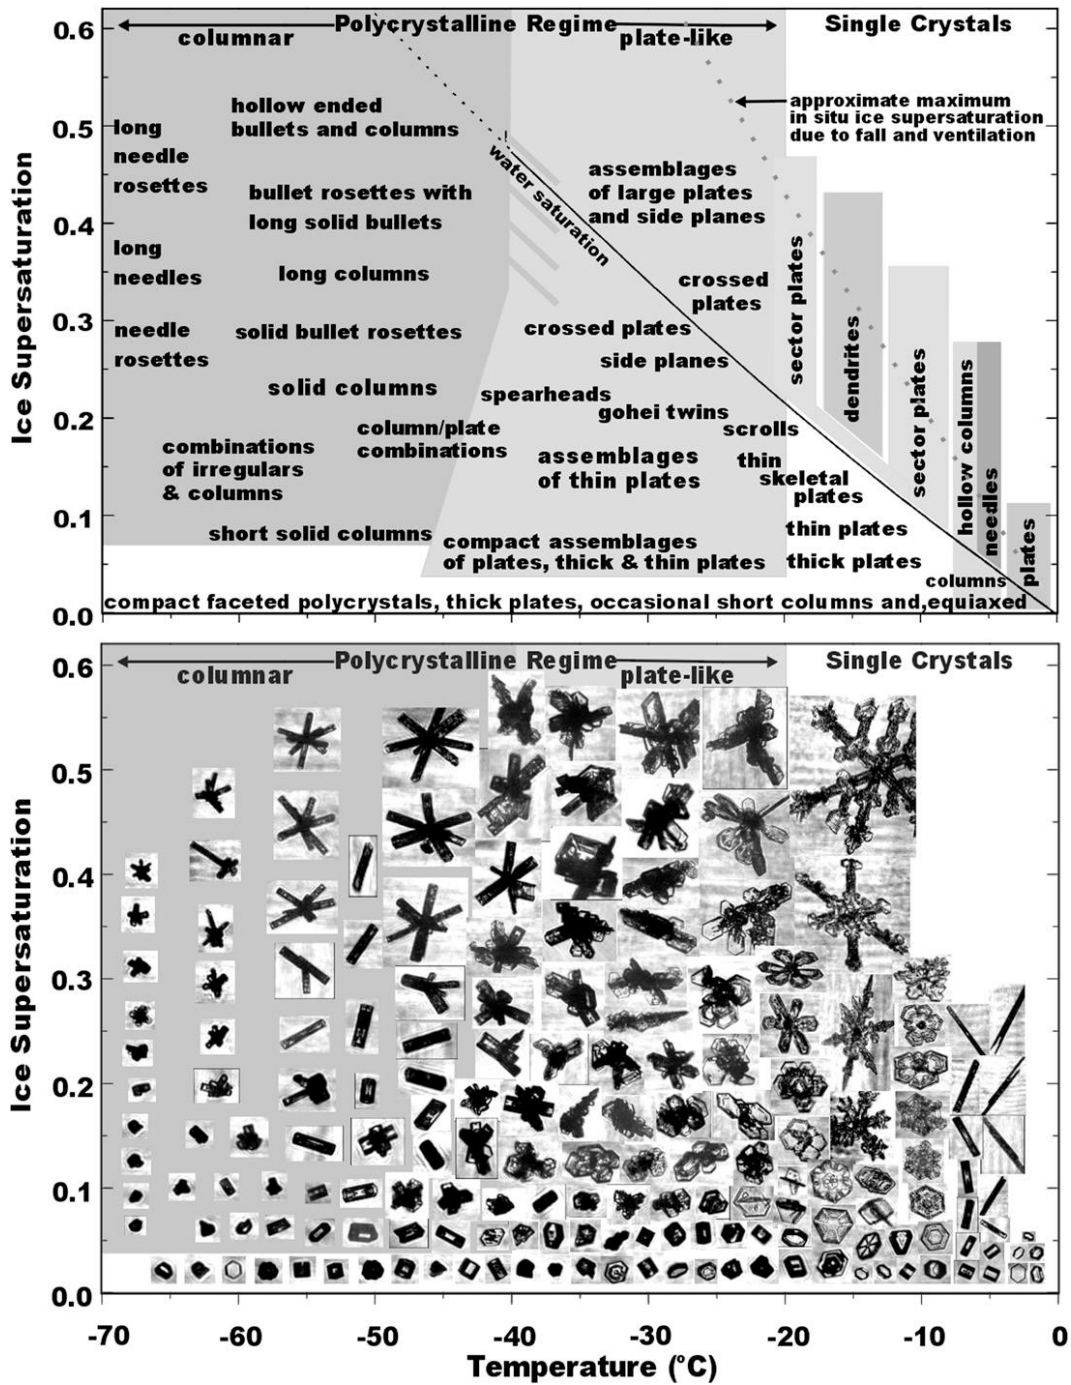 Polycrystalline Regime
Single Crystals
columnar
plate-like
0.6
0.5
0.4
0.3
0.2
0.1
0.0
Ice Supersaturation
hollow ended
bullets and columns
long
needle
rosettes
bullet rosettes with
long solid bullets
long
needles
long columns
needle
rosettes
solid bullet rosettes
solid columns
column/plate
combinations
combinations
of irregulars
& columns
short solid columns
water saturation
approximate maximum
in situ ice supersaturation
due to fall and ventilation
assemblages
of large plates
and side planes
crossed
plates
crossed plates
side planes
spearheads
gohei twins
scrolls
assemblages
of thin plates
thin
skeletal
plates
compact assemblages
of plates, thick & thin plates
thin plates
thick plates
sector plates
dendrites
sector plates
hollow columns
needles
plates
columns
compact faceted polycrystals, thick plates, occasional short columns and,equiaxed
Polycrystalline Regime
Single Crystals
columnar
plate-like
0.6
0.5
0.4
0.3
0.2
0.1
0.0
Ice Supersaturation
-70
-60
-50
-40
-30
-20
-10
0
Temperature (°C)